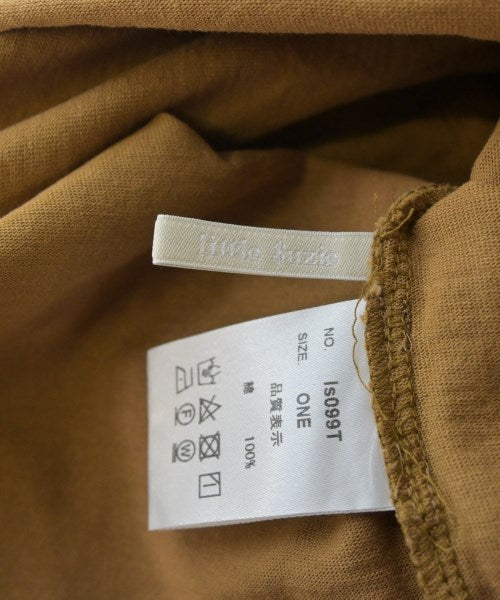 little suzie
NO. ls099T
SIZE. ONE
品質表示
綿 100%
F
W